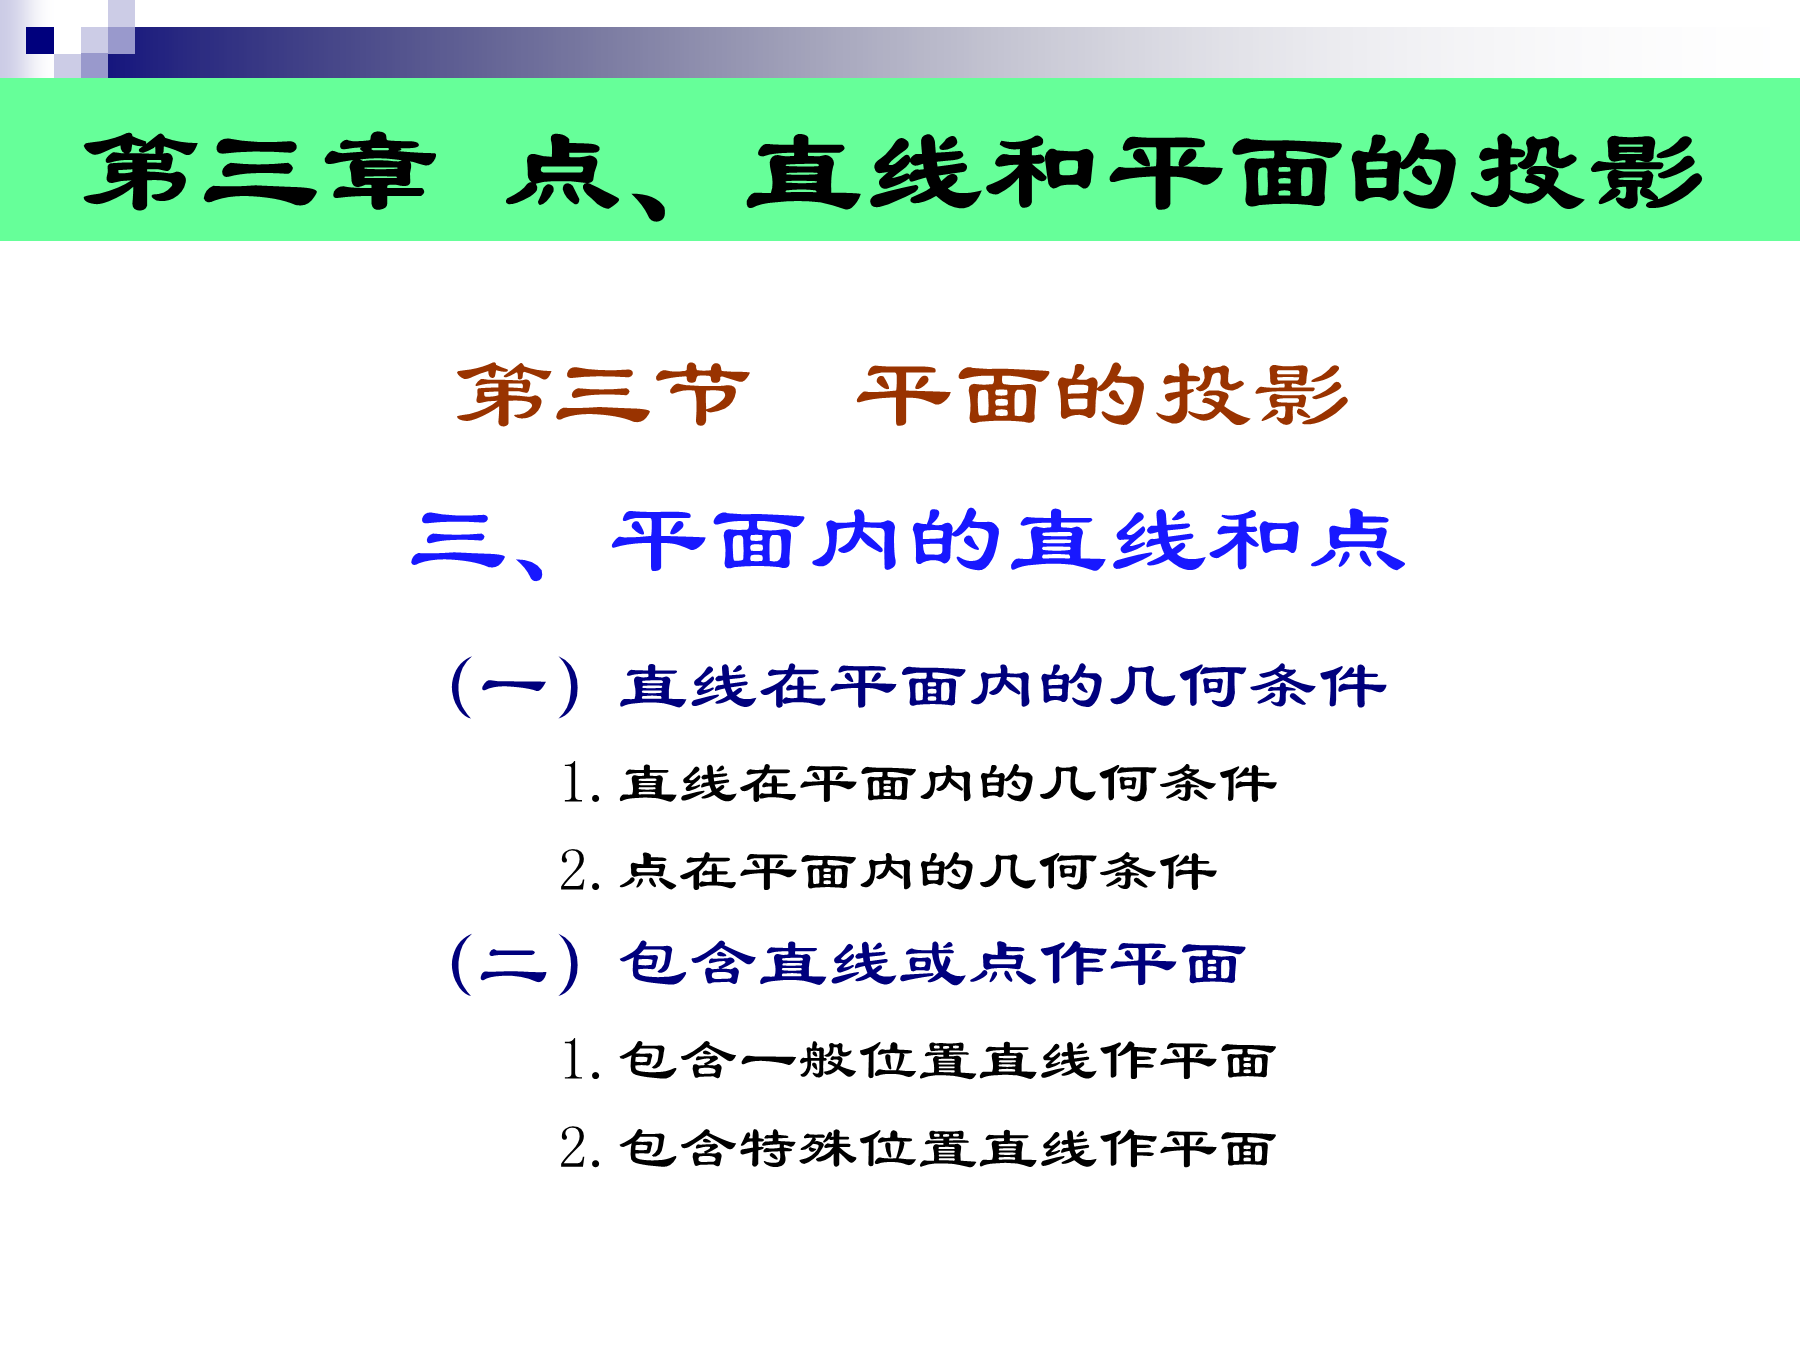 第三章 点、直线和平面的投影
第三节 平面的投影
三、平面内的直线和点
(一) 直线在平面内的几何条件
1. 直线在平面内的几何条件
2. 点在平面内的几何条件
(二) 包含直线或点作平面
1. 包含一般位置直线作平面
2. 包含特殊位置直线作平面